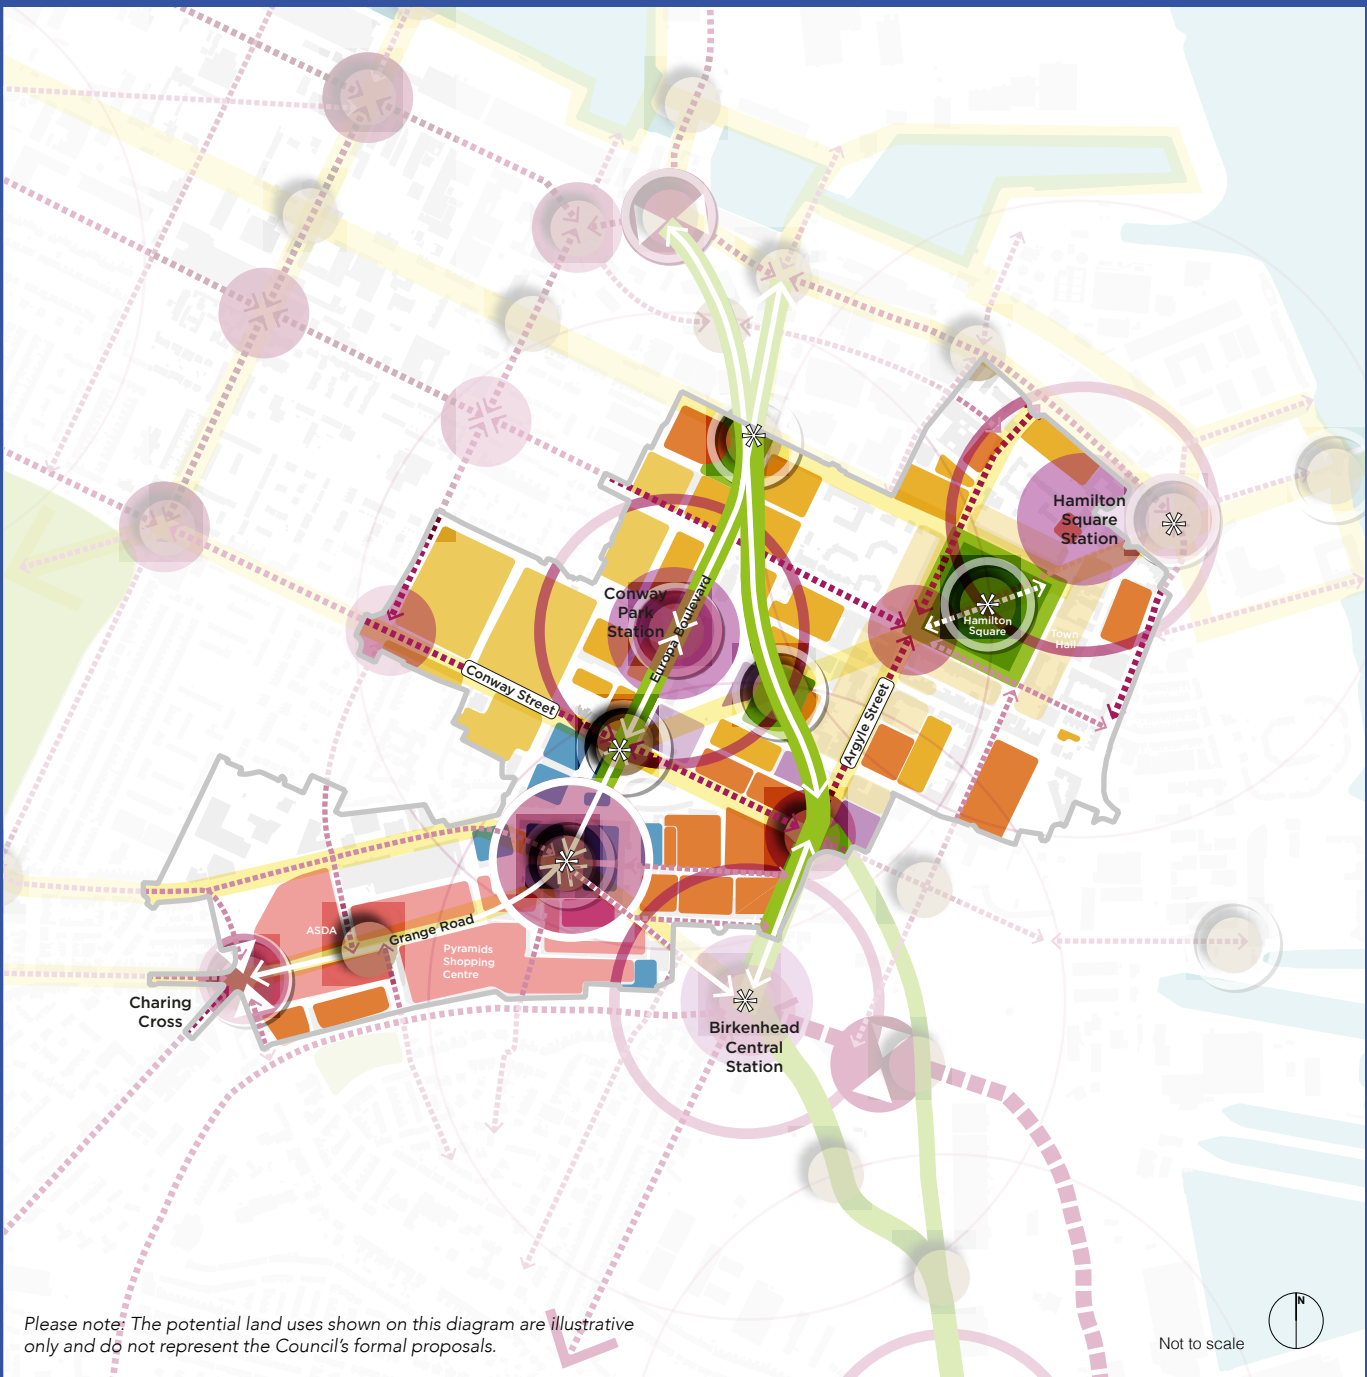 Hamilton
Square
Station
Conway
Park
Station
Europa Boulevard
Hamilton
Square
Town
Hall
Conway Street
Argyle Street
ASDA
Grange Road
Pyramids
Shopping
Centre
Charing
Cross
Birkenhead
Central
Station
Please note: The potential land uses shown on this diagram are illustrative
only and do not represent the Council's formal proposals.
Not to scale
N